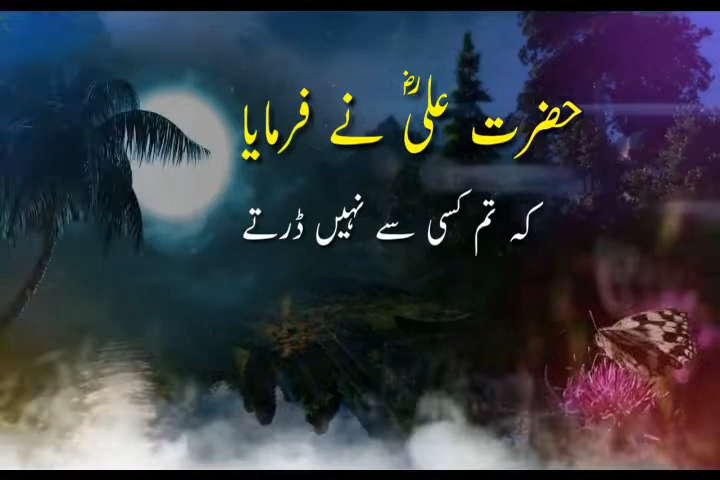 حضرت علیؓ نے فرمایا
کہ تم کسی سے نہیں ڈرتے